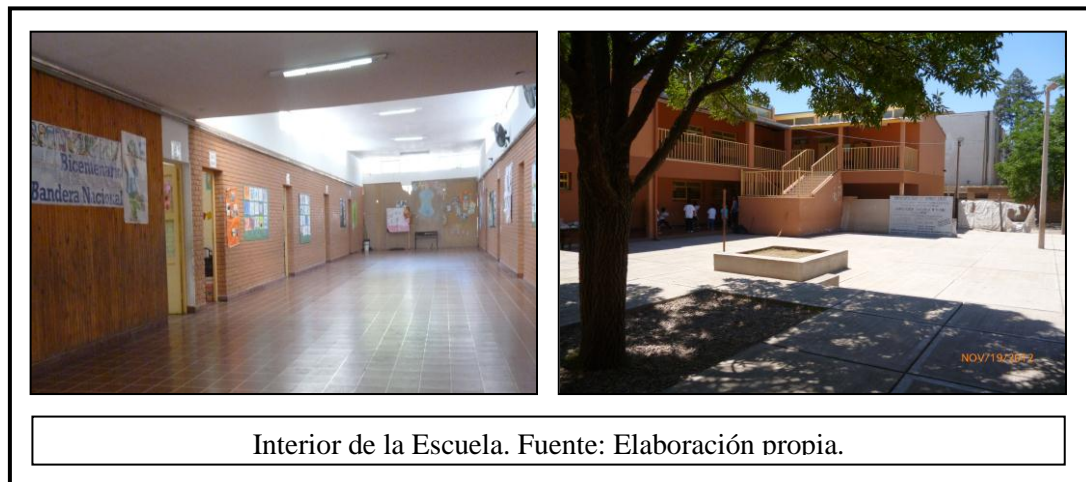 Bicentenario
Bandera Nacional
NOV/19/2012
Interior de la Escuela. Fuente: Elaboración propia.